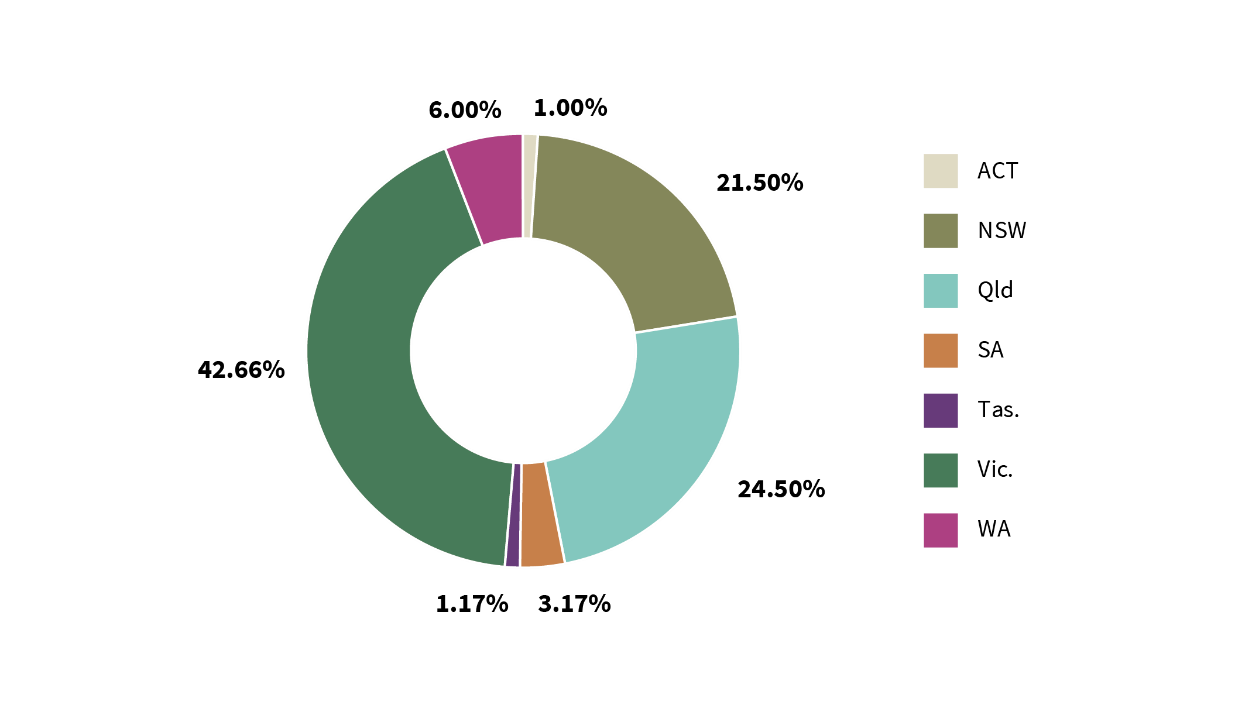 6.00%
1.00%
21.50%
42.66%
24.50%
1.17%
3.17%
ACT
NSW
Qld
SA
Tas.
Vic.
WA